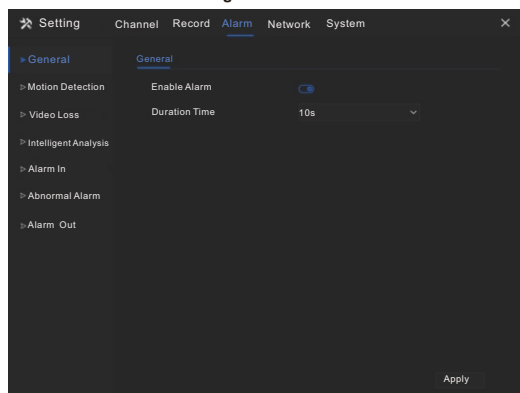 Setting Channel Record Alarm Network System
General
Motion Detection
Video Loss
Intelligent Analysis
Alarm In
Abnormal Alarm
Alarm Out
General
Enable Alarm
Duration Time 10s
Apply